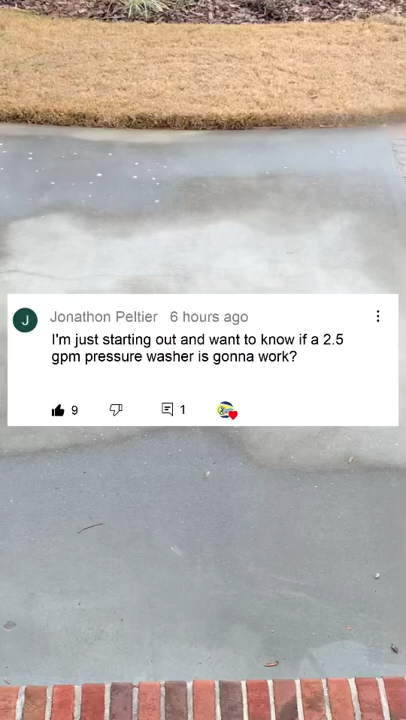 J
Jonathon Peltier 6 hours ago
I'm just starting out and want to know if a 2.5
gpm pressure washer is gonna work?
9 1